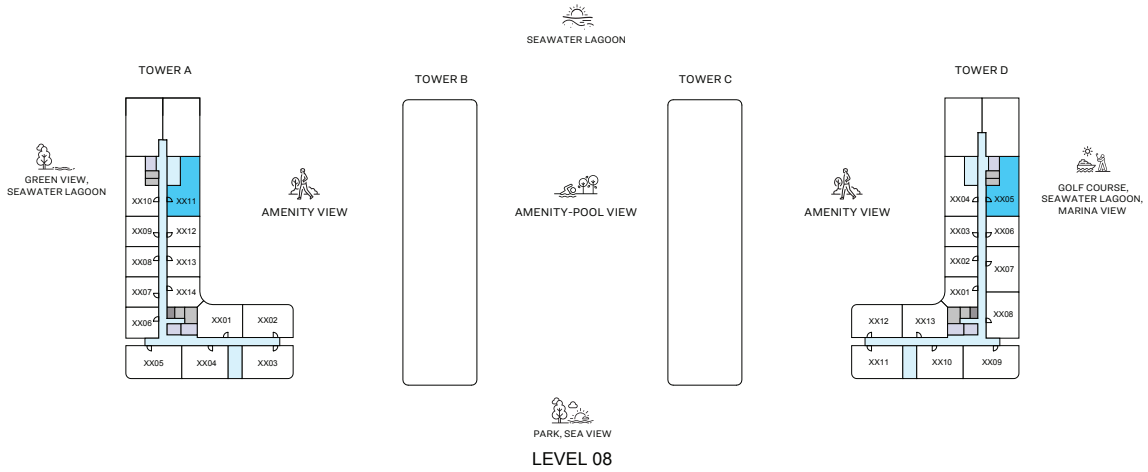 SEAWATER LAGOON
TOWER A
TOWER B
TOWER C
TOWER D
GREEN VIEW,
SEAWATER LAGOON
AMENITY VIEW
AMENITY-POOL VIEW
AMENITY VIEW
GOLF COURSE,
SEAWATER LAGOON,
MARINA VIEW
XX10
XX11
XX09
XX12
XX08
XX13
XX07
XX14
XX06
XX01
XX02
XX05
XX04
XX03
XX04
XX05
XX03
XX06
XX02
XX07
XX01
XX08
XX12
XX13
XX11
XX10
XX09
PARK, SEA VIEW
LEVEL 08